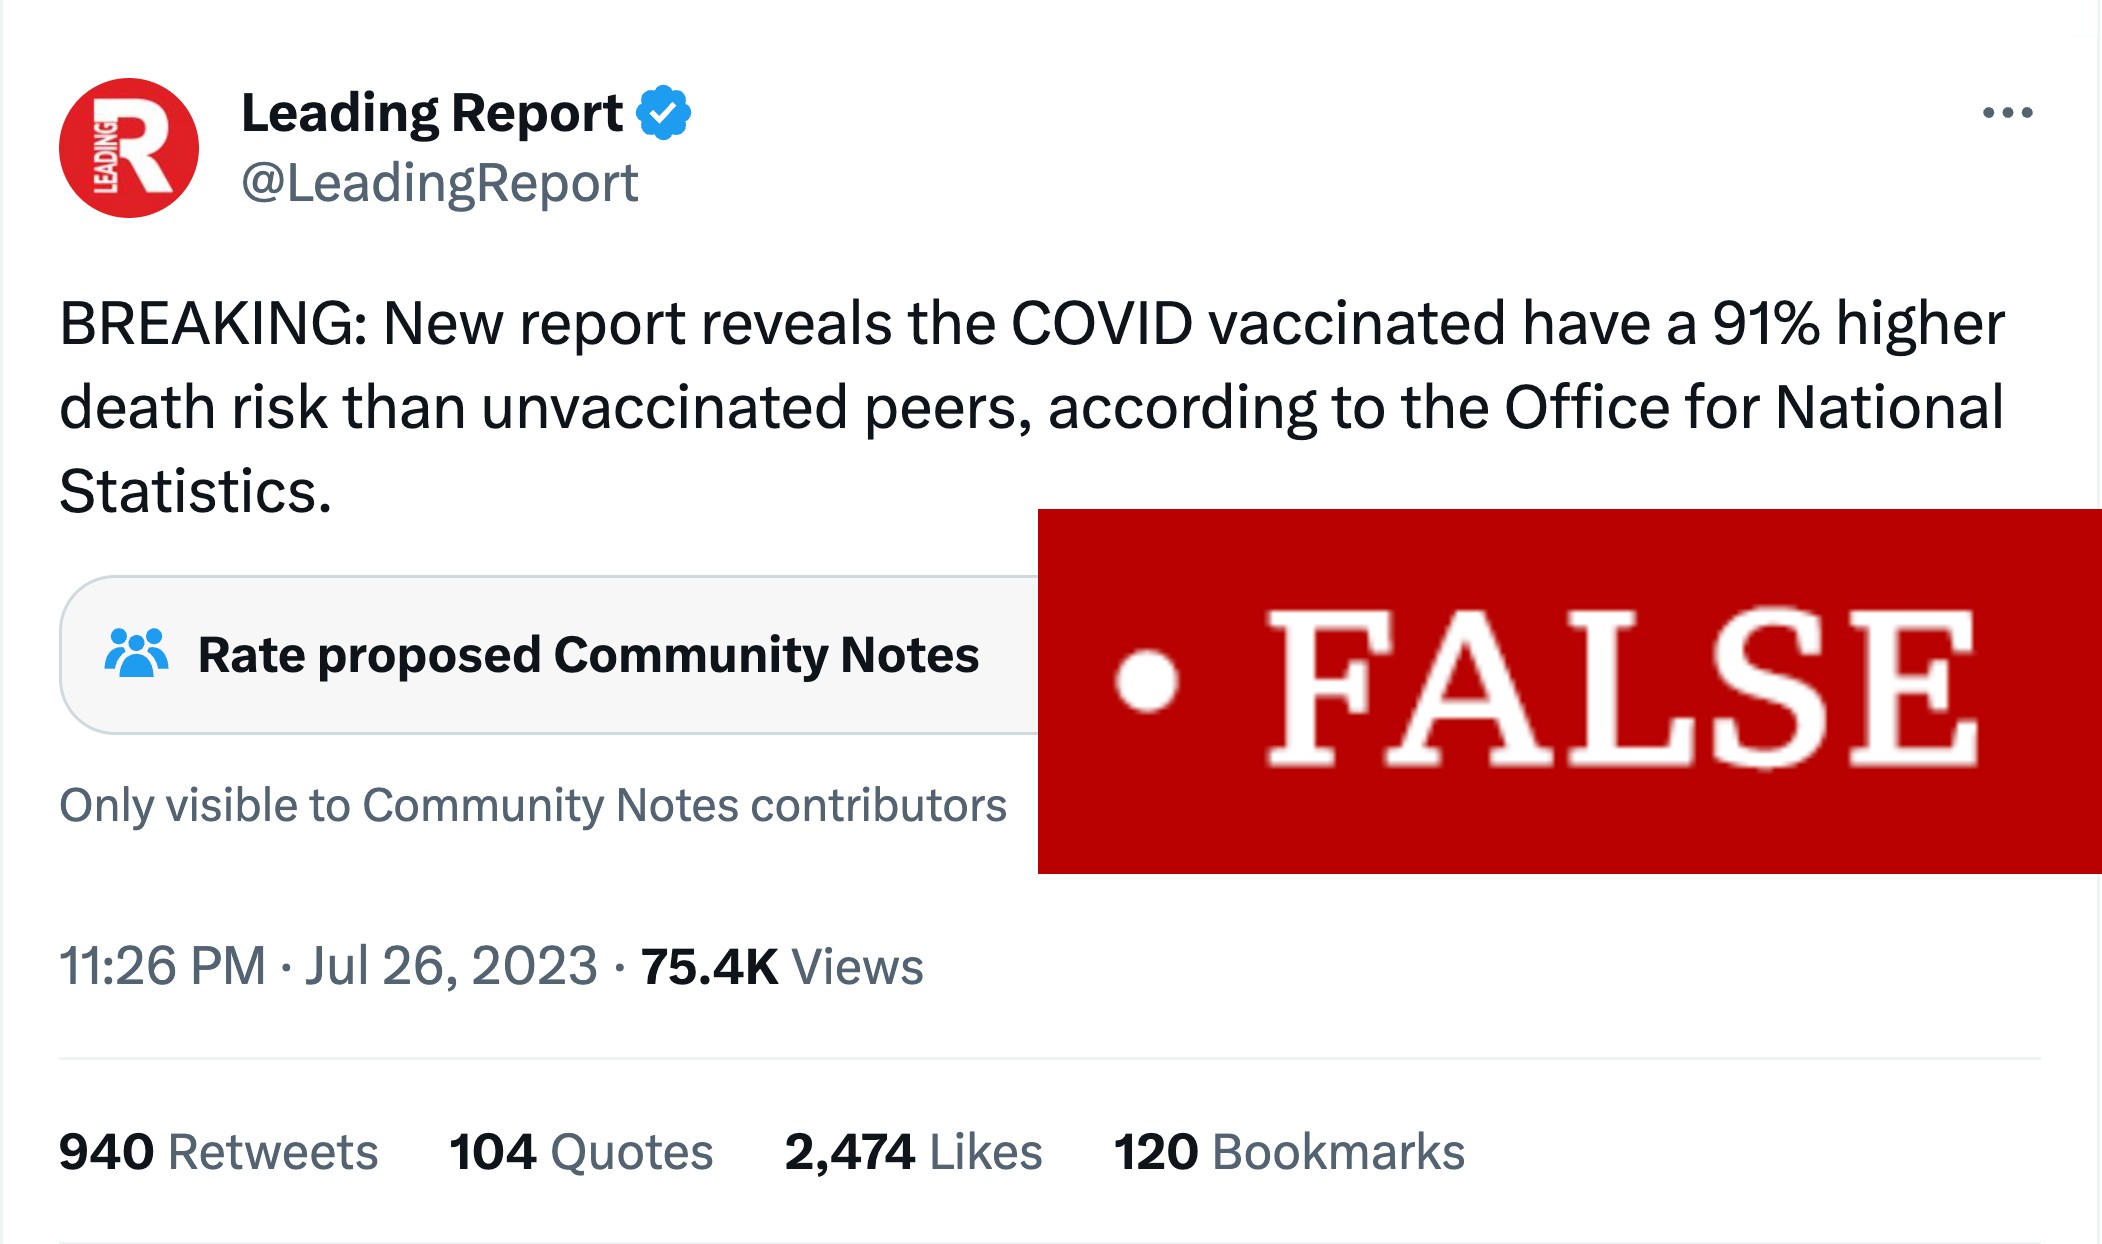 LEADING R
Leading Report
@LeadingReport
BREAKING: New report reveals the COVID vaccinated have a 91% higher
death risk than unvaccinated peers, according to the Office for National
Statistics.
Rate proposed Community Notes
• FALSE
Only visible to Community Notes contributors
11:26 PM · Jul 26, 2023 · 75.4K Views
940 Retweets 104 Quotes 2,474 Likes 120 Bookmarks